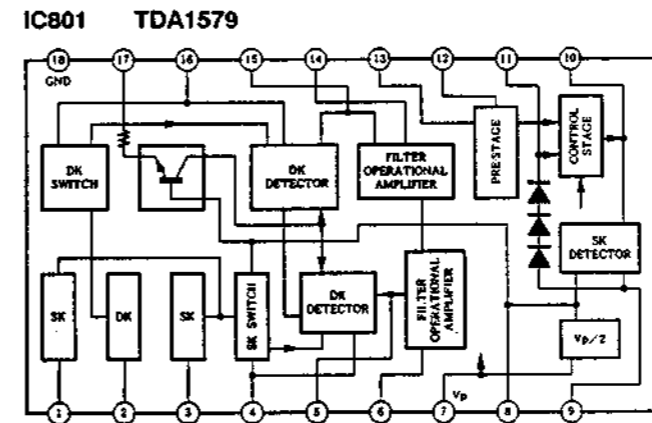 IC801 TDA1579
18 17 16 15 14 13 12 11 10
GND
DK
SWITCH
DK
DETECTOR
FILTER
OPERATIONAL
AMPLIFIER
PRE-STAGE
CONTROL
STAGE
SK
DETECTOR
SK
DK
SK
SK SWITCH
DK
DETECTOR
FILTER
OPERATIONAL
AMPLIFIER
Vp/2
Vp
1 2 3 4 5 6 7 8 9